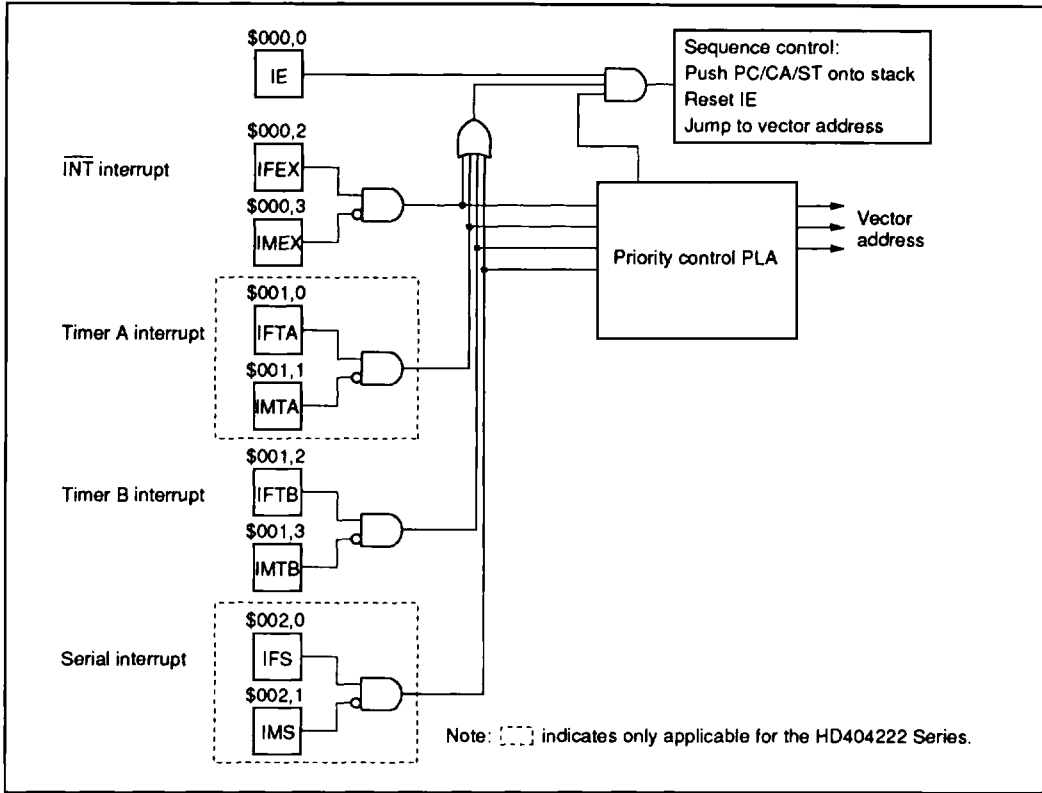 $000,0
IE
Sequence control:
Push PC/CA/ST onto stack
Reset IE
Jump to vector address
$000,2
INT interrupt
IFEX
$000,3
IMEX
Priority control PLA
Vector
address
$001,0
Timer A interrupt
IFTA
$001,1
IMTA
$001,2
Timer B interrupt
IFTB
$001,3
IMTB
$002,0
Serial interrupt
IFS
$002,1
IMS
Note: indicates only applicable for the HD404222 Series.